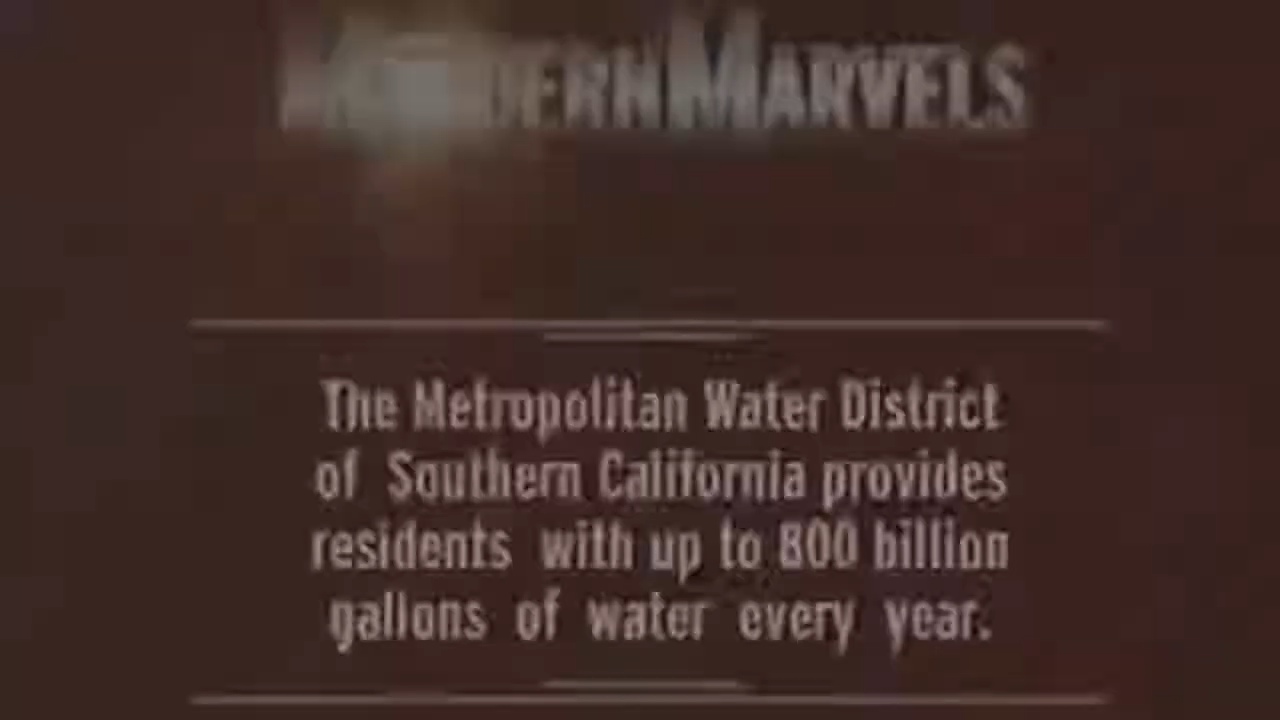 MODERN MARVELS
The Metropolitan Water District
of Southern California provides
residents with up to 800 billion
gallons of water every year.